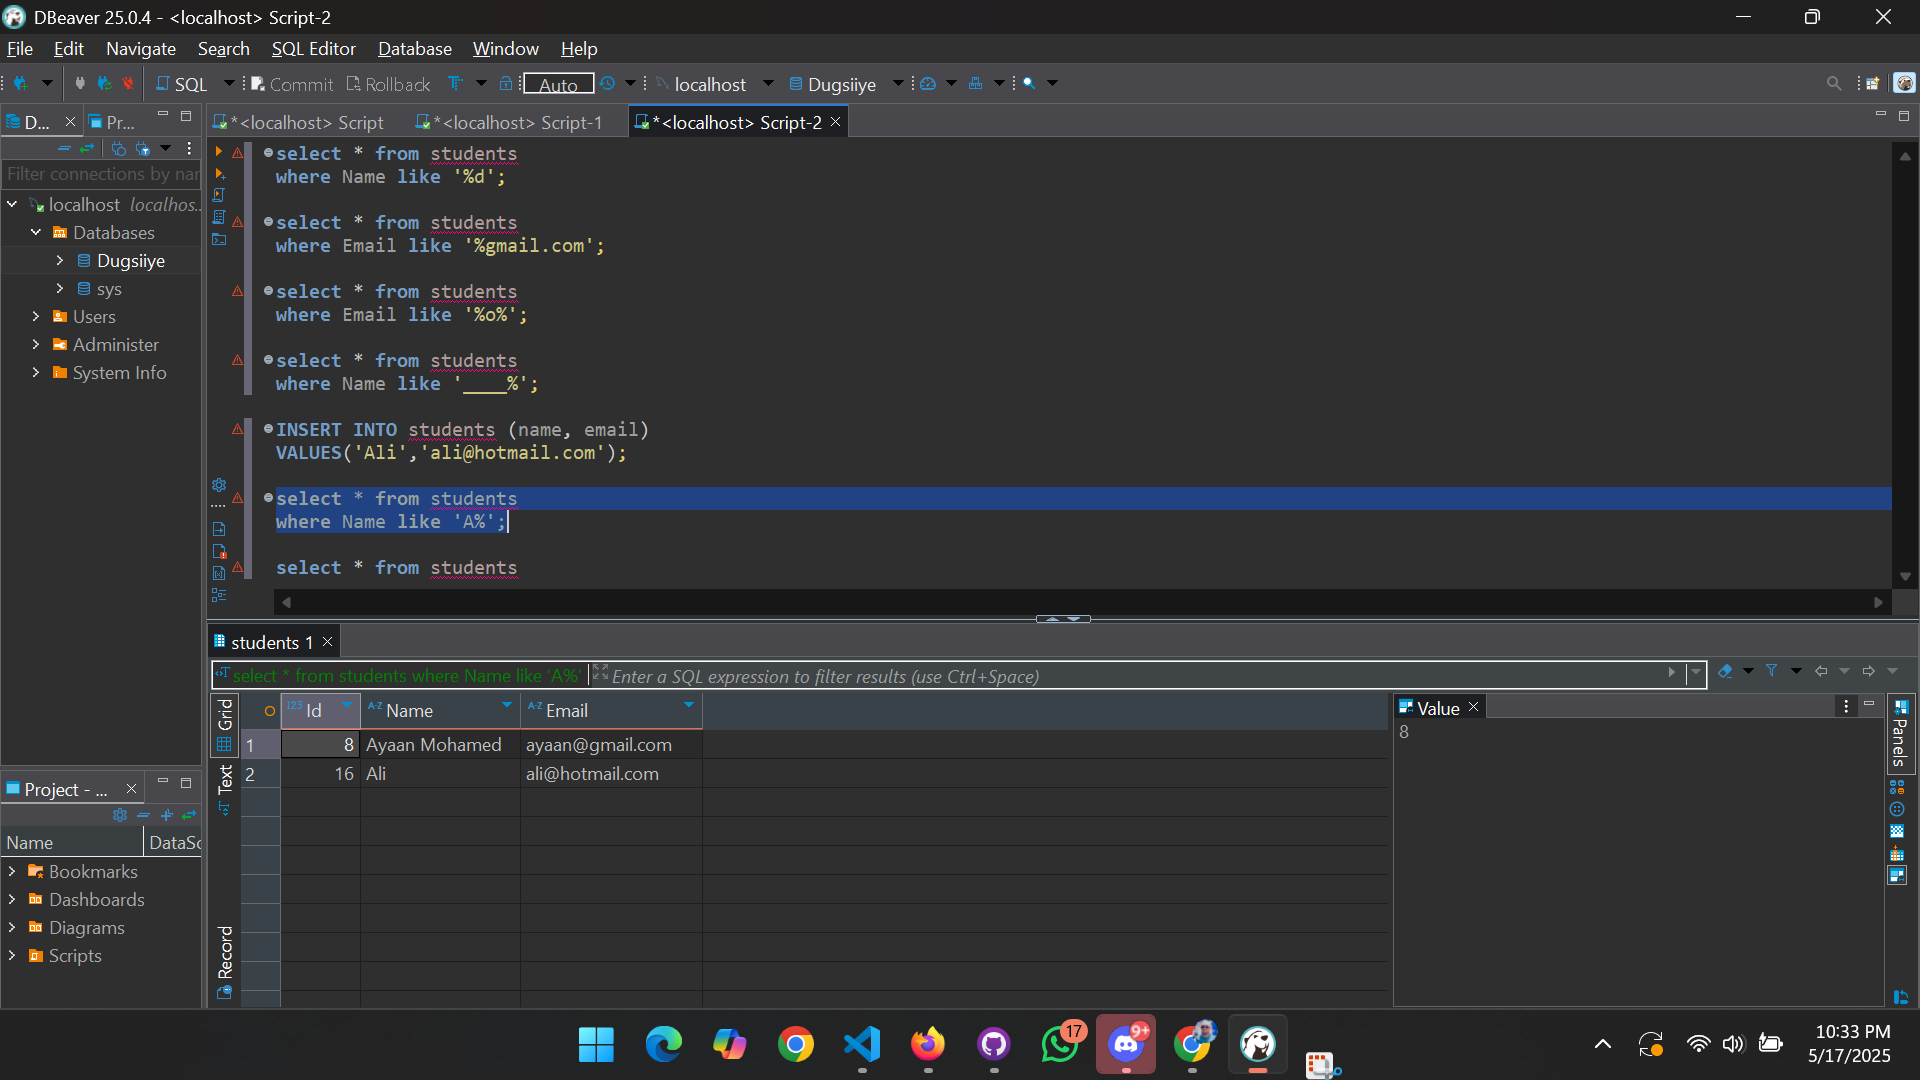 DBeaver 25.0.4 - <localhost> Script-2
File Edit Navigate Search SQL Editor Database Window Help
SQL Commit Rollback Auto localhost Dugsiiye
D... Pr...
*<localhost> Script *<localhost> Script-1 *<localhost> Script-2
Filter connections by nar
localhost localhos...
Databases
Dugsiiye
sys
Users
Administer
System Info
select * from students
where Name like '%d';
select * from students
where Email like '%gmail.com';
select * from students
where Email like '%o%';
select * from students
where Name like '____%';
INSERT INTO students (name, email)
VALUES('Ali','ali@hotmail.com');
select * from students
where Name like 'A%';
select * from students
students 1
select * from students where Name like 'A%' Enter a SQL expression to filter results (use Ctrl+Space)
Grid
Text
Record
123 Id A-Z Name A-Z Email
1 8 Ayaan Mohamed ayaan@gmail.com
2 16 Ali ali@hotmail.com
Value
8
Panels
Project - ...
Name DataSc
Bookmarks
Dashboards
Diagrams
Scripts
17
9+
10:33 PM
5/17/2025